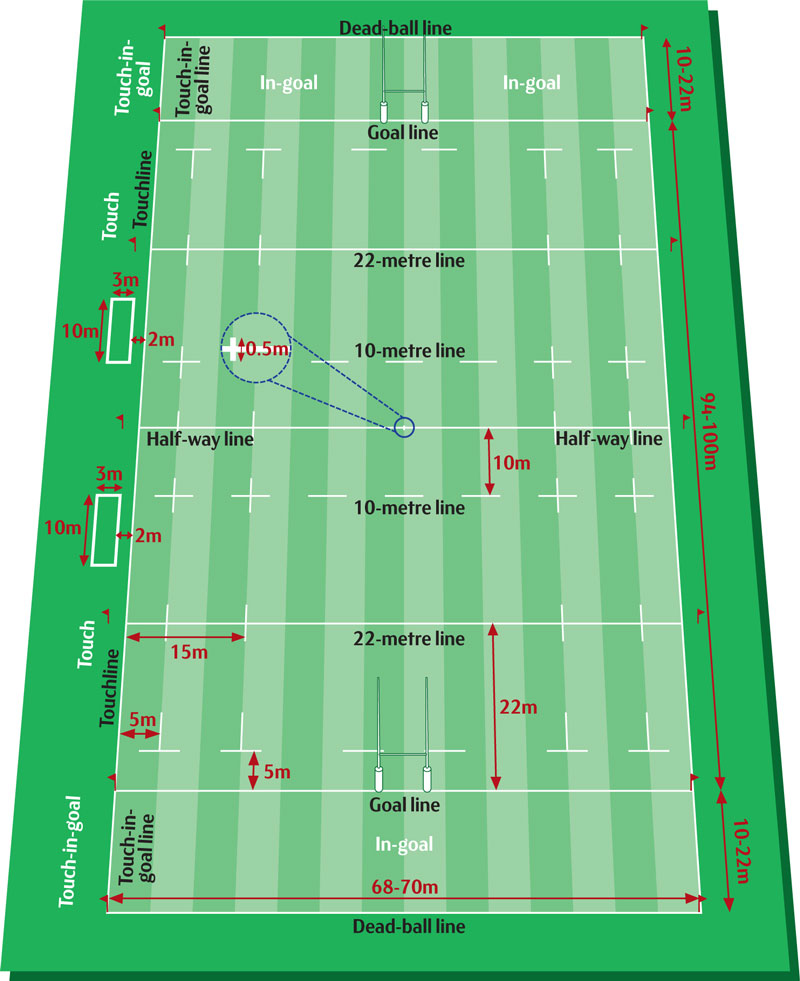 Dead-ball line
Touch-in-
goal
Touch-in-
goal line
In-goal
In-goal
10-22m
Goal line
Touchline
Touch
22-metre line
3m
10m
2m
0.5m
10-metre line
94-100m
Half-way line
Half-way line
10m
3m
10m
2m
10-metre line
22-metre line
15m
Touch
Touchline
22m
5m
5m
Goal line
Touch-in-goal
Touch-in-
goal line
In-goal
10-22m
68-70m
Dead-ball line